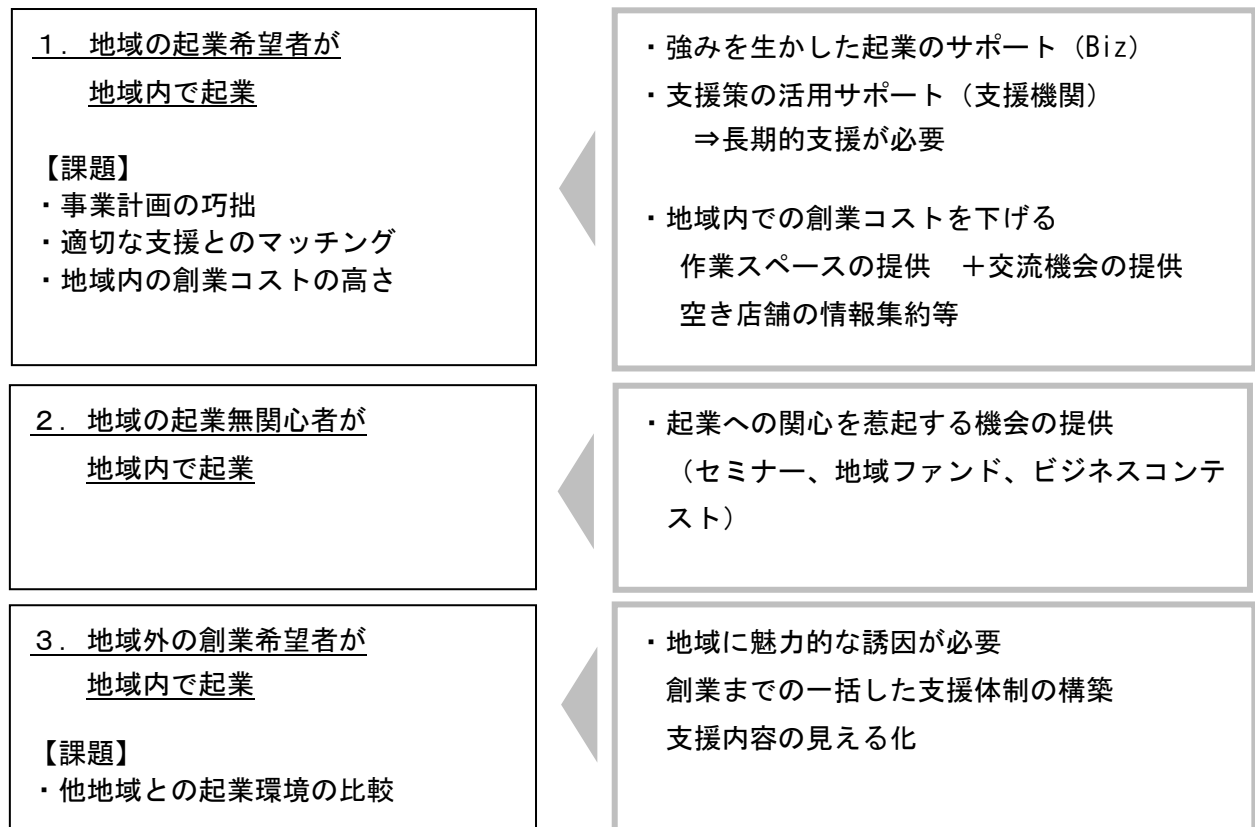 １．地域の起業希望者が
地域内で起業
【課題】
・事業計画の巧拙
・適切な支援とのマッチング
・地域内の創業コストの高さ
・強みを生かした起業のサポート（Biz）
・支援策の活用サポート（支援機関）
⇒長期的支援が必要
・地域内での創業コストを下げる
作業スペースの提供　＋交流機会の提供
空き店舗の情報集約等
２．地域の起業無関心者が
地域内で起業
・起業への関心を惹起する機会の提供
（セミナー、地域ファンド、ビジネスコンテ
スト）
３．地域外の創業希望者が
地域内で起業
【課題】
・他地域との起業環境の比較
・地域に魅力的な誘因が必要
創業までの一括した支援体制の構築
支援内容の見える化